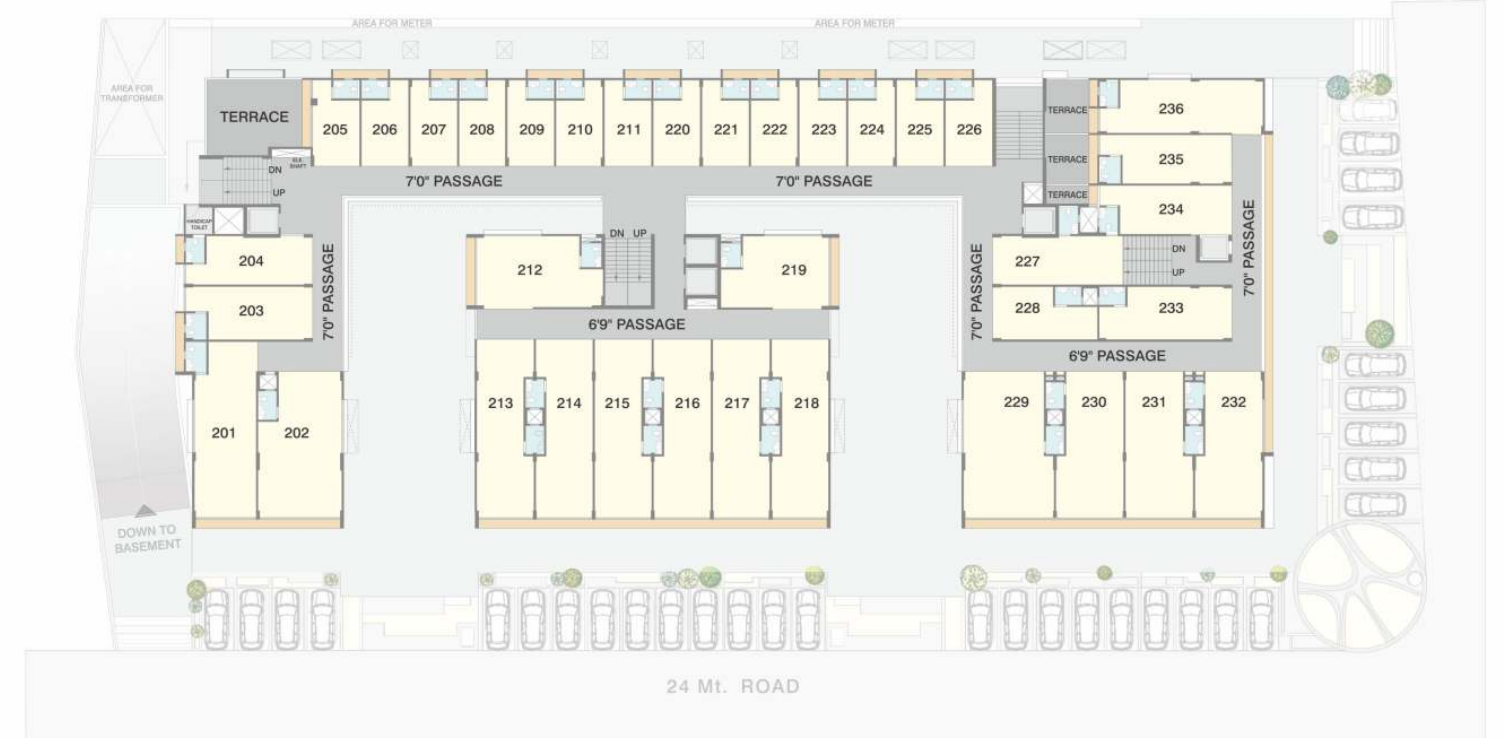 AREA FOR METER
AREA FOR METER
AREA FOR
TRANSFORMER
TERRACE
205
206
207
208
209
210
211
220
221
222
223
224
225
226
TERRACE
236
TERRACE
235
TERRACE
234
ELE.
SHAFT
DN
UP
7'0" PASSAGE
7'0" PASSAGE
HANDICAP
TOILET
204
203
7'0" PASSAGE
201
202
212
DN UP
219
6'9" PASSAGE
213
214
215
216
217
218
7'0" PASSAGE
227
DN
UP
7'0" PASSAGE
228
233
6'9" PASSAGE
229
230
231
232
DOWN TO
BASEMENT
24 Mt. ROAD